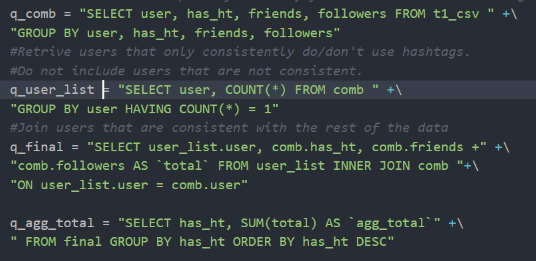 q_comb = "SELECT user, has_ht, friends, followers FROM t1_csv " +\
"GROUP BY user, has_ht, friends, followers"
#Retrive users that only consistently do/don't use hashtags.
#Do not include users that are not consistent.
q_user_list = "SELECT user, COUNT(*) FROM comb " +\
"GROUP BY user HAVING COUNT(*) = 1"
#Join users that are consistent with the rest of the data
q_final = "SELECT user_list.user, comb.has_ht, comb.friends +" +\
"comb.followers AS `total` FROM user_list INNER JOIN comb "+\
"ON user_list.user = comb.user"
q_agg_total = "SELECT has_ht, SUM(total) AS `agg_total`" +\
" FROM final GROUP BY has_ht ORDER BY has_ht DESC"